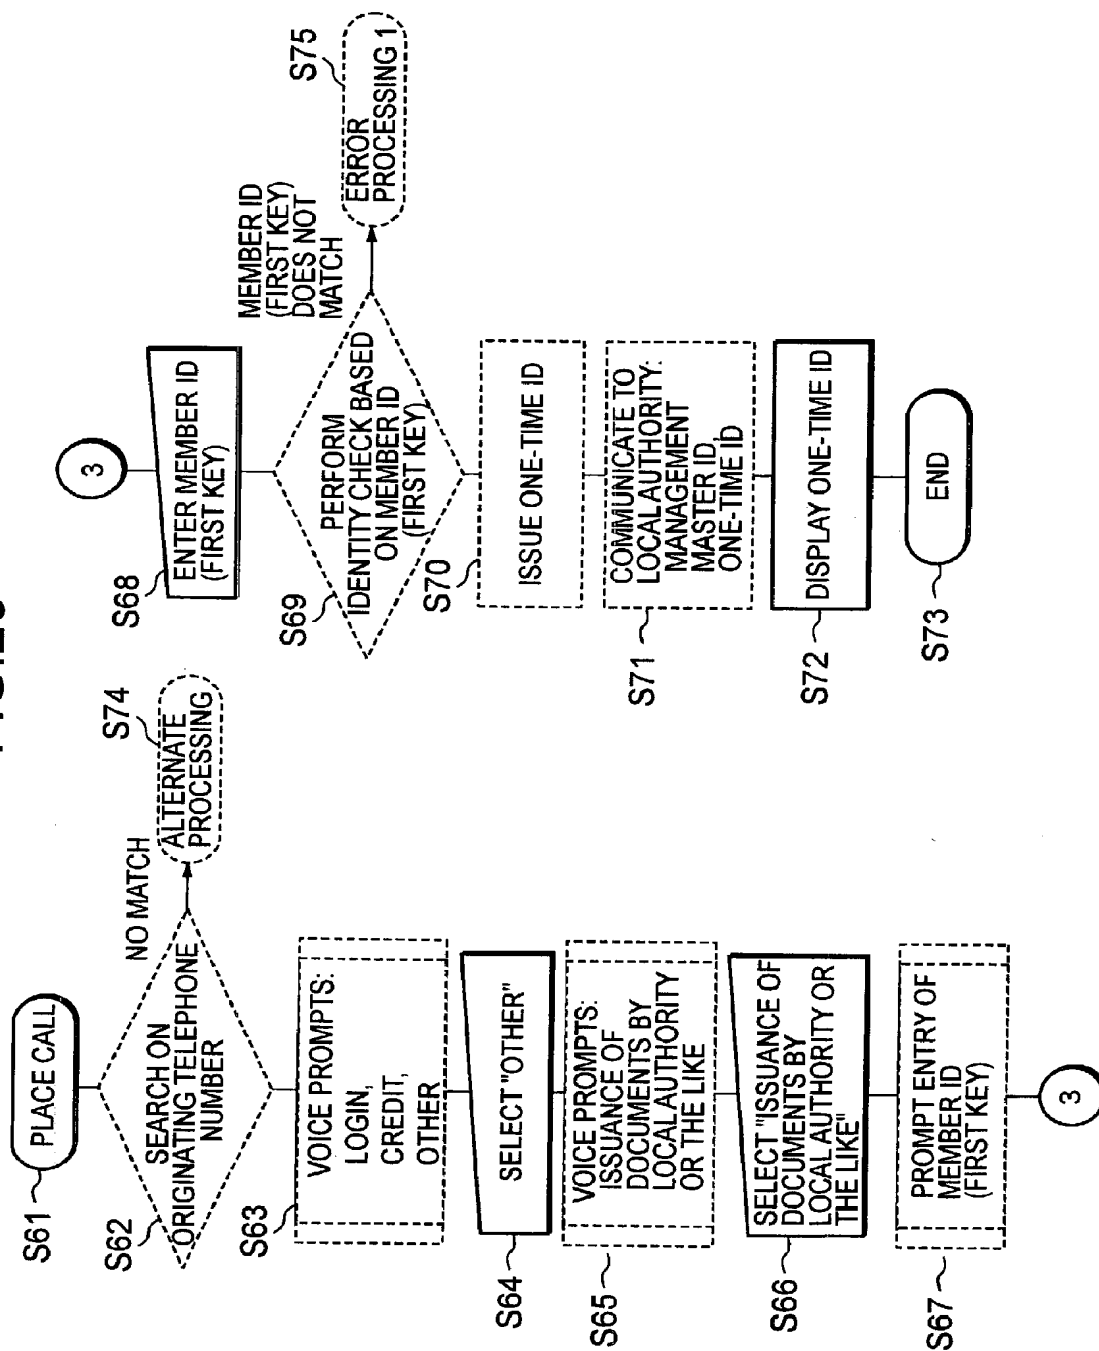 S61
PLACE CALL
S62
SEARCH ON
ORIGINATING TELEPHONE
NUMBER
NO MATCH
S74
ALTERNATE
PROCESSING
S63
VOICE PROMPTS:
LOGIN,
CREDIT,
OTHER
S64
SELECT "OTHER"
S65
VOICE PROMPTS:
ISSUANCE OF
DOCUMENTS BY
LOCAL AUTHORITY
OR THE LIKE
S66
SELECT "ISSUANCE OF
DOCUMENTS BY
LOCAL AUTHORITY OR
THE LIKE"
S67
PROMPT ENTRY OF
MEMBER ID
(FIRST KEY)
3
3
S68
ENTER MEMBER ID
(FIRST KEY)
S69
PERFORM
IDENTITY CHECK BASED
ON MEMBER ID
(FIRST KEY)
MEMBER ID
(FIRST KEY)
DOES NOT
MATCH
S75
ERROR
PROCESSING 1
S70
ISSUE ONE-TIME ID
S71
COMMUNICATE TO
LOCAL AUTHORITY:
MANAGEMENT
MASTER ID,
ONE-TIME ID
S72
DISPLAY ONE-TIME ID
S73
END